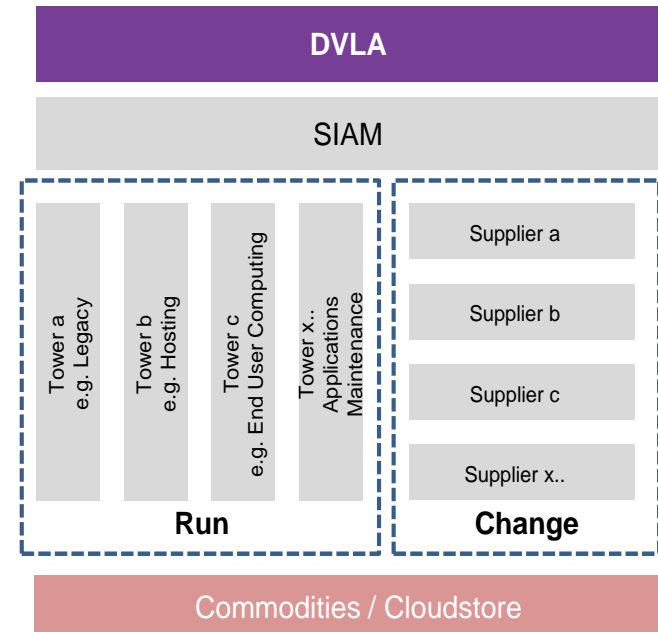 DVLA
SIAM
Tower a
e.g. Legacy
Tower b
e.g. Hosting
Tower c
e.g. End User Computing
Tower x..
Applications
Maintenance
Run
Supplier a
Supplier b
Supplier c
Supplier x..
Change
Commodities / Cloudstore